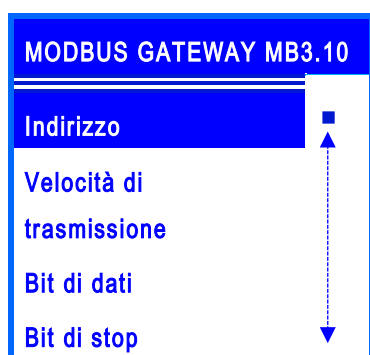 MODBUS GATEWAY MB3.10
Indirizzo
Velocità di
trasmissione
Bit di dati
Bit di stop